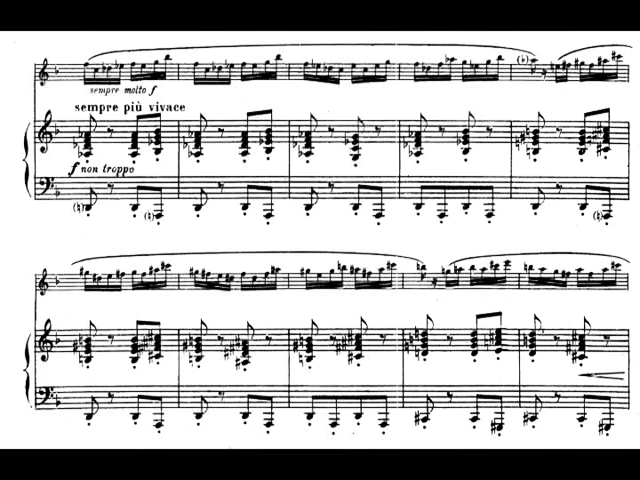 sempre molto f
sempre più vivace
f non troppo